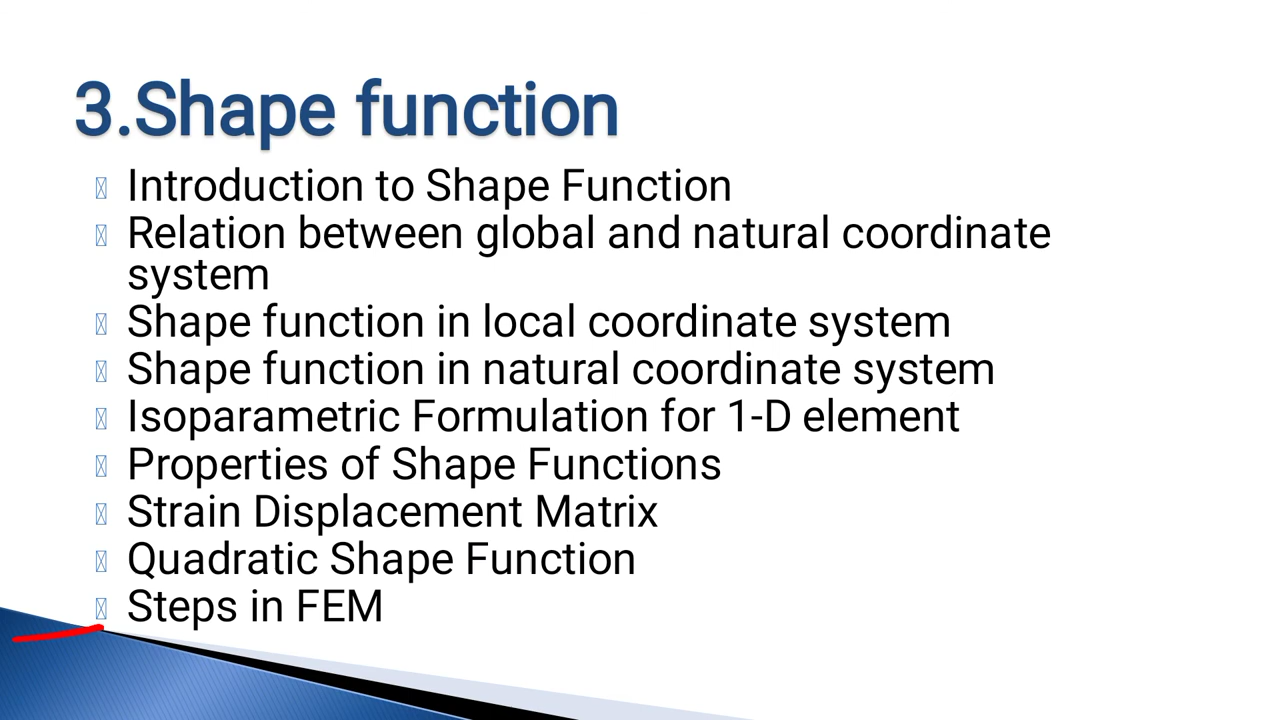 3.Shape function
Introduction to Shape Function
Relation between global and natural coordinate
system
Shape function in local coordinate system
Shape function in natural coordinate system
Isoparametric Formulation for 1-D element
Properties of Shape Functions
Strain Displacement Matrix
Quadratic Shape Function
Steps in FEM